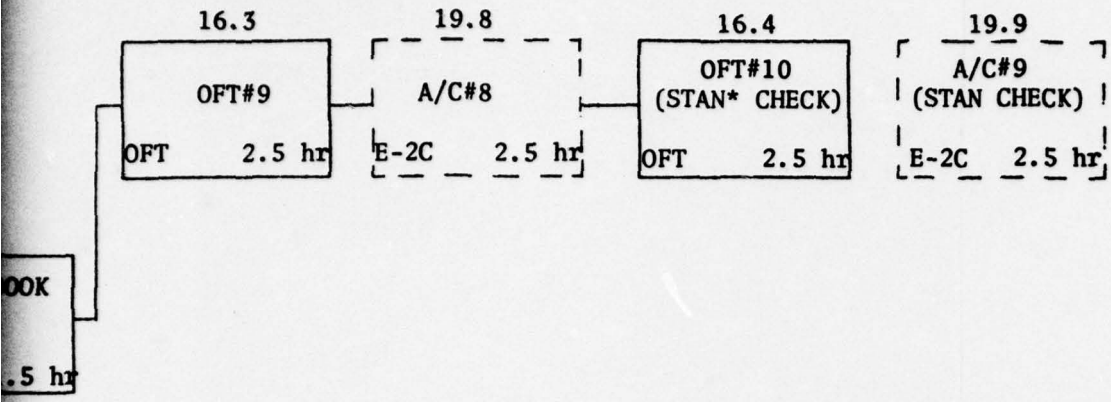 16.3
OFT#9
OFT 2.5 hr
19.8
A/C#8
E-2C 2.5 hr
16.4
OFT#10
(STAN* CHECK)
OFT 2.5 hr
19.9
A/C#9
(STAN CHECK)
E-2C 2.5 hr
OOK
.5 hr